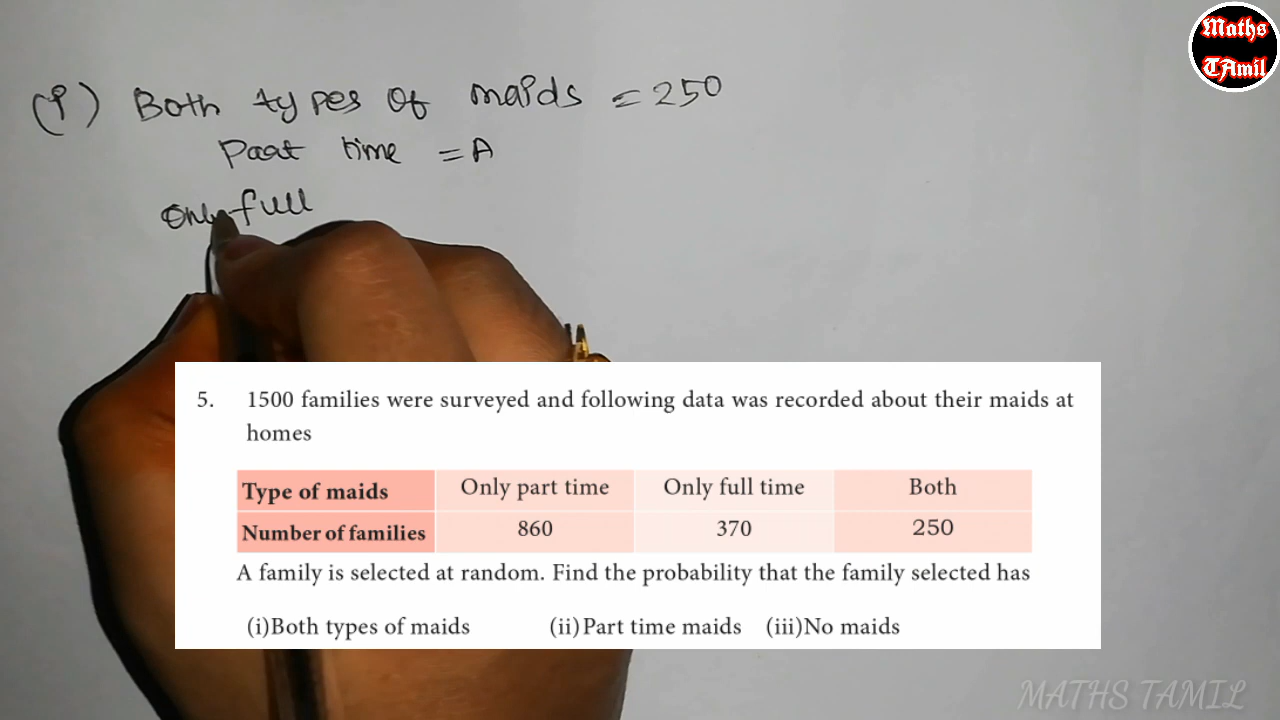 Maths
TAmil
(i) Both types of maids = 250
Part time = A
Only full
5. 1500 families were surveyed and following data was recorded about their maids at
homes
Type of maids Only part time Only full time Both
Number of families 860 370 250
A family is selected at random. Find the probability that the family selected has
(i)Both types of maids (ii)Part time maids (iii)No maids
MATHS TAMIL